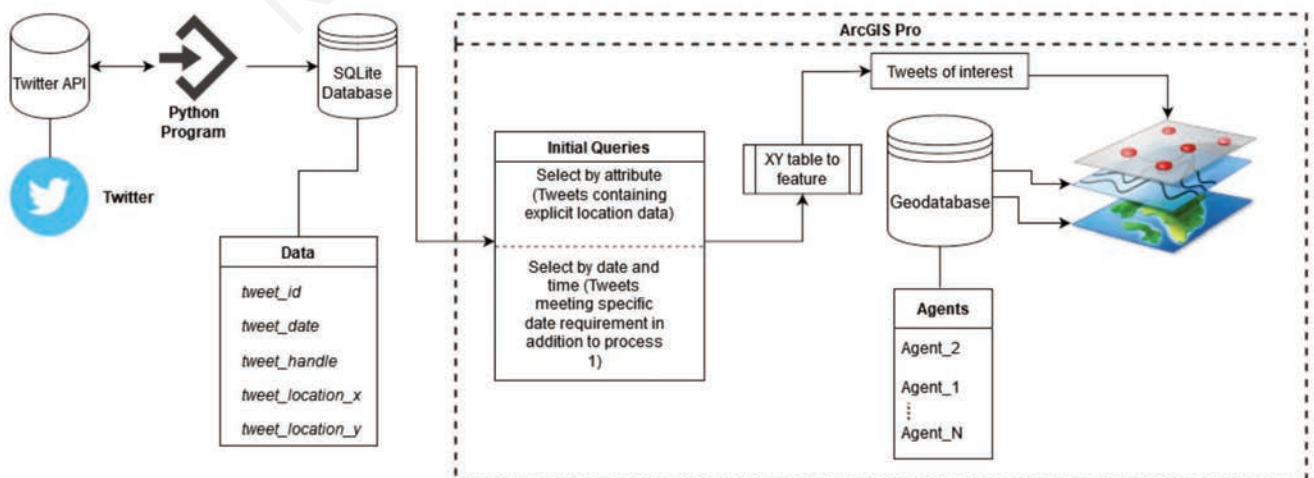 ArcGIS Pro
Twitter API
Python
Program
SQLite
Database
Twitter
Data
tweet_id
tweet_date
tweet_handle
tweet_location_x
tweet_location_y
Initial Queries
Select by attribute
(Tweets containing
explicit location data)
Select by date and
time (Tweets
meeting specific
date requirement in
addition to process
1)
XY table to
feature
Tweets of interest
Geodatabase
Agents
Agent_2
Agent_1
Agent_N